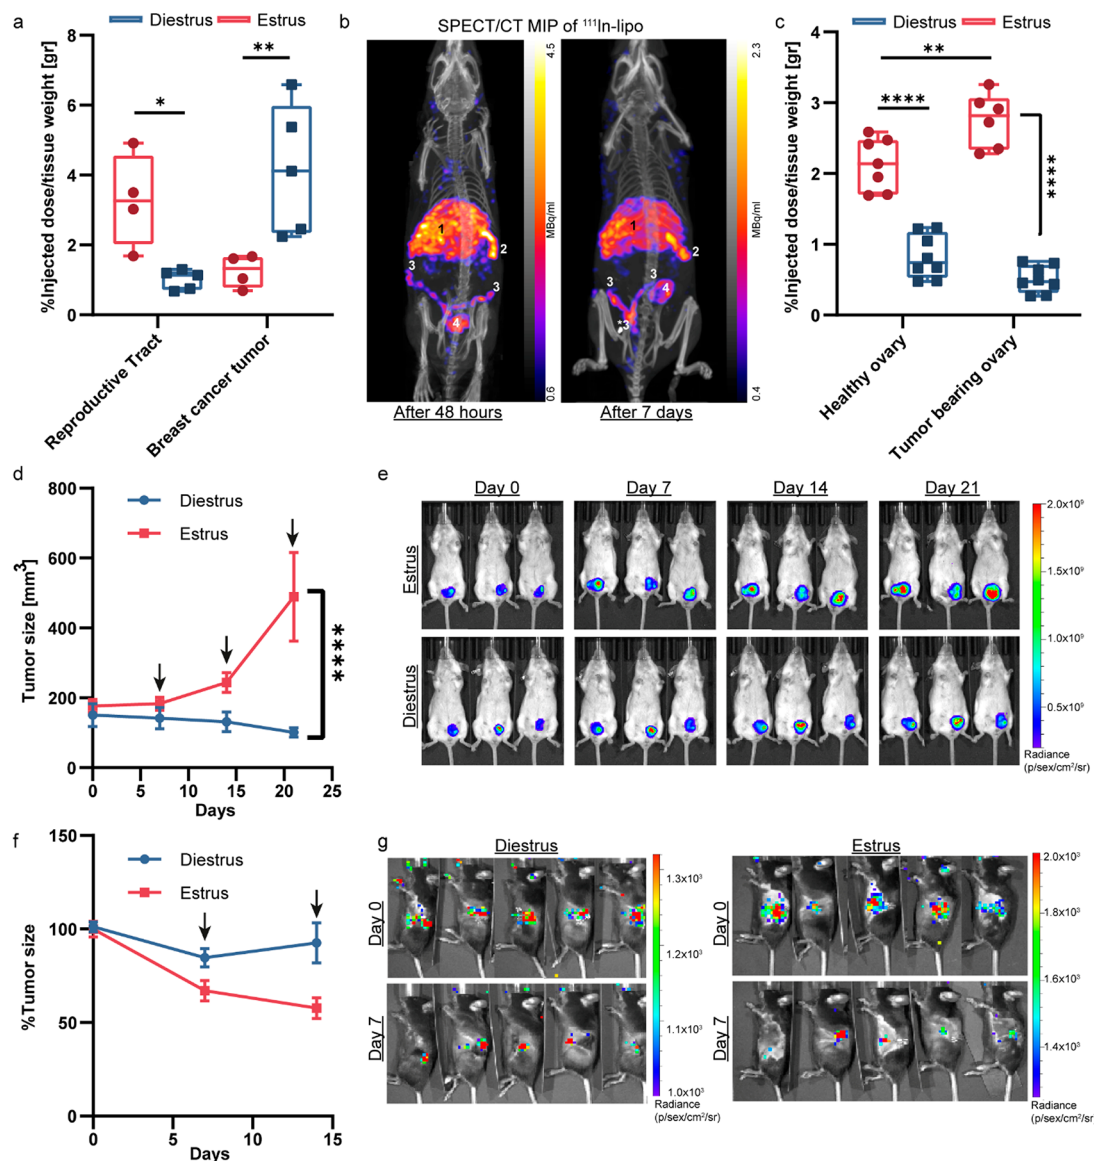 a
Diestrus
Estrus
%Injected dose/tissue weight [gr]
8
6
4
2
0
*
**
Reproductive Tract
Breast cancer tumor
b
SPECT/CT MIP of ¹¹¹In-lipo
4.5
MBq/ml
0.6
2.3
MBq/ml
0.4
1
2
3
3
4
1
2
3
3
4
*3
After 48 hours
After 7 days
c
Diestrus
Estrus
%Injected dose/tissue weight [gr]
4
3
2
1
0
**
****
****
Healthy ovary
Tumor bearing ovary
d
Diestrus
Estrus
Tumor size [mm³]
800
600
400
200
0
0
5
10
15
20
25
Days
****
e
Day 0
Day 7
Day 14
Day 21
Estrus
Diestrus
2.0x10⁹
1.5x10⁹
1.0x10⁹
0.5x10⁹
Radiance
(p/sex/cm²/sr)
f
Diestrus
Estrus
%Tumor size
150
100
50
0
0
5
10
15
Days
g
Diestrus
Estrus
Day 0
Day 7
1.3x10³
1.2x10³
1.1x10³
1.0x10³
Radiance
(p/sex/cm²/sr)
Day 0
Day 7
2.0x10³
1.8x10³
1.6x10³
1.4x10³
Radiance
(p/sex/cm²/sr)